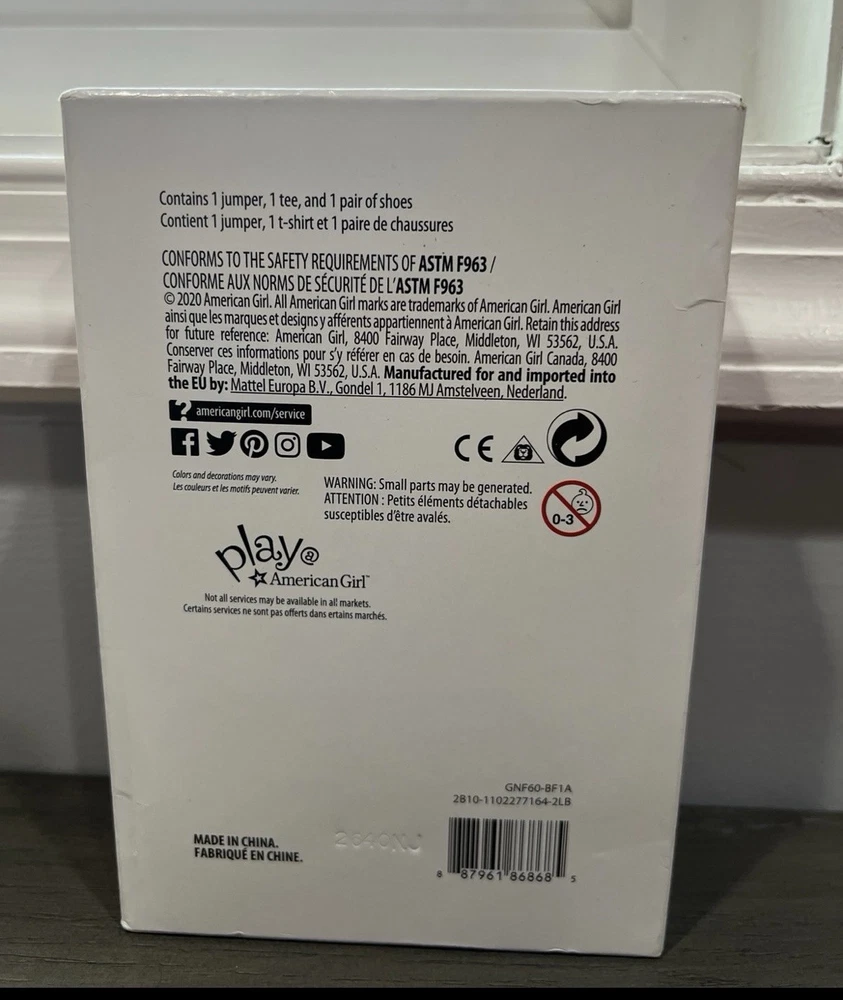 Contains 1 jumper, 1 tee, and 1 pair of shoes
Contient 1 jumper, 1 t-shirt et 1 paire de chaussures
CONFORMS TO THE SAFETY REQUIREMENTS OF ASTM F963 /
CONFORME AUX NORMS DE SÉCURITÉ DE L'ASTM F963
© 2020 American Girl. All American Girl marks are trademarks of American Girl. American Girl
ainsi que les marques et designs y afférents appartiennent à American Girl. Retain this address
for future reference: American Girl, 8400 Fairway Place, Middleton, WI 53562, U.S.A.
Conserver ces informations pour s'y référer en cas de besoin. American Girl Canada, 8400
Fairway Place, Middleton, WI 53562, U.S.A. Manufactured for and imported into
the EU by: Mattel Europa B.V., Gondel 1, 1186 MJ Amstelveen, Nederland.
? americangirl.com/service
CE
Colors and decorations may vary.
Les couleurs et les motifs peuvent varier.
WARNING: Small parts may be generated.
ATTENTION : Petits éléments détachables
susceptibles d'être avalés.
0-3
play@
American Girl™
Not all services may be available in all markets.
Certains services ne sont pas offerts dans ertains marchés.
GNF60-BF1A
2B10-1102277164-2LB
MADE IN CHINA.
FABRIQUÉ EN CHINE.
8 87961 86868 5